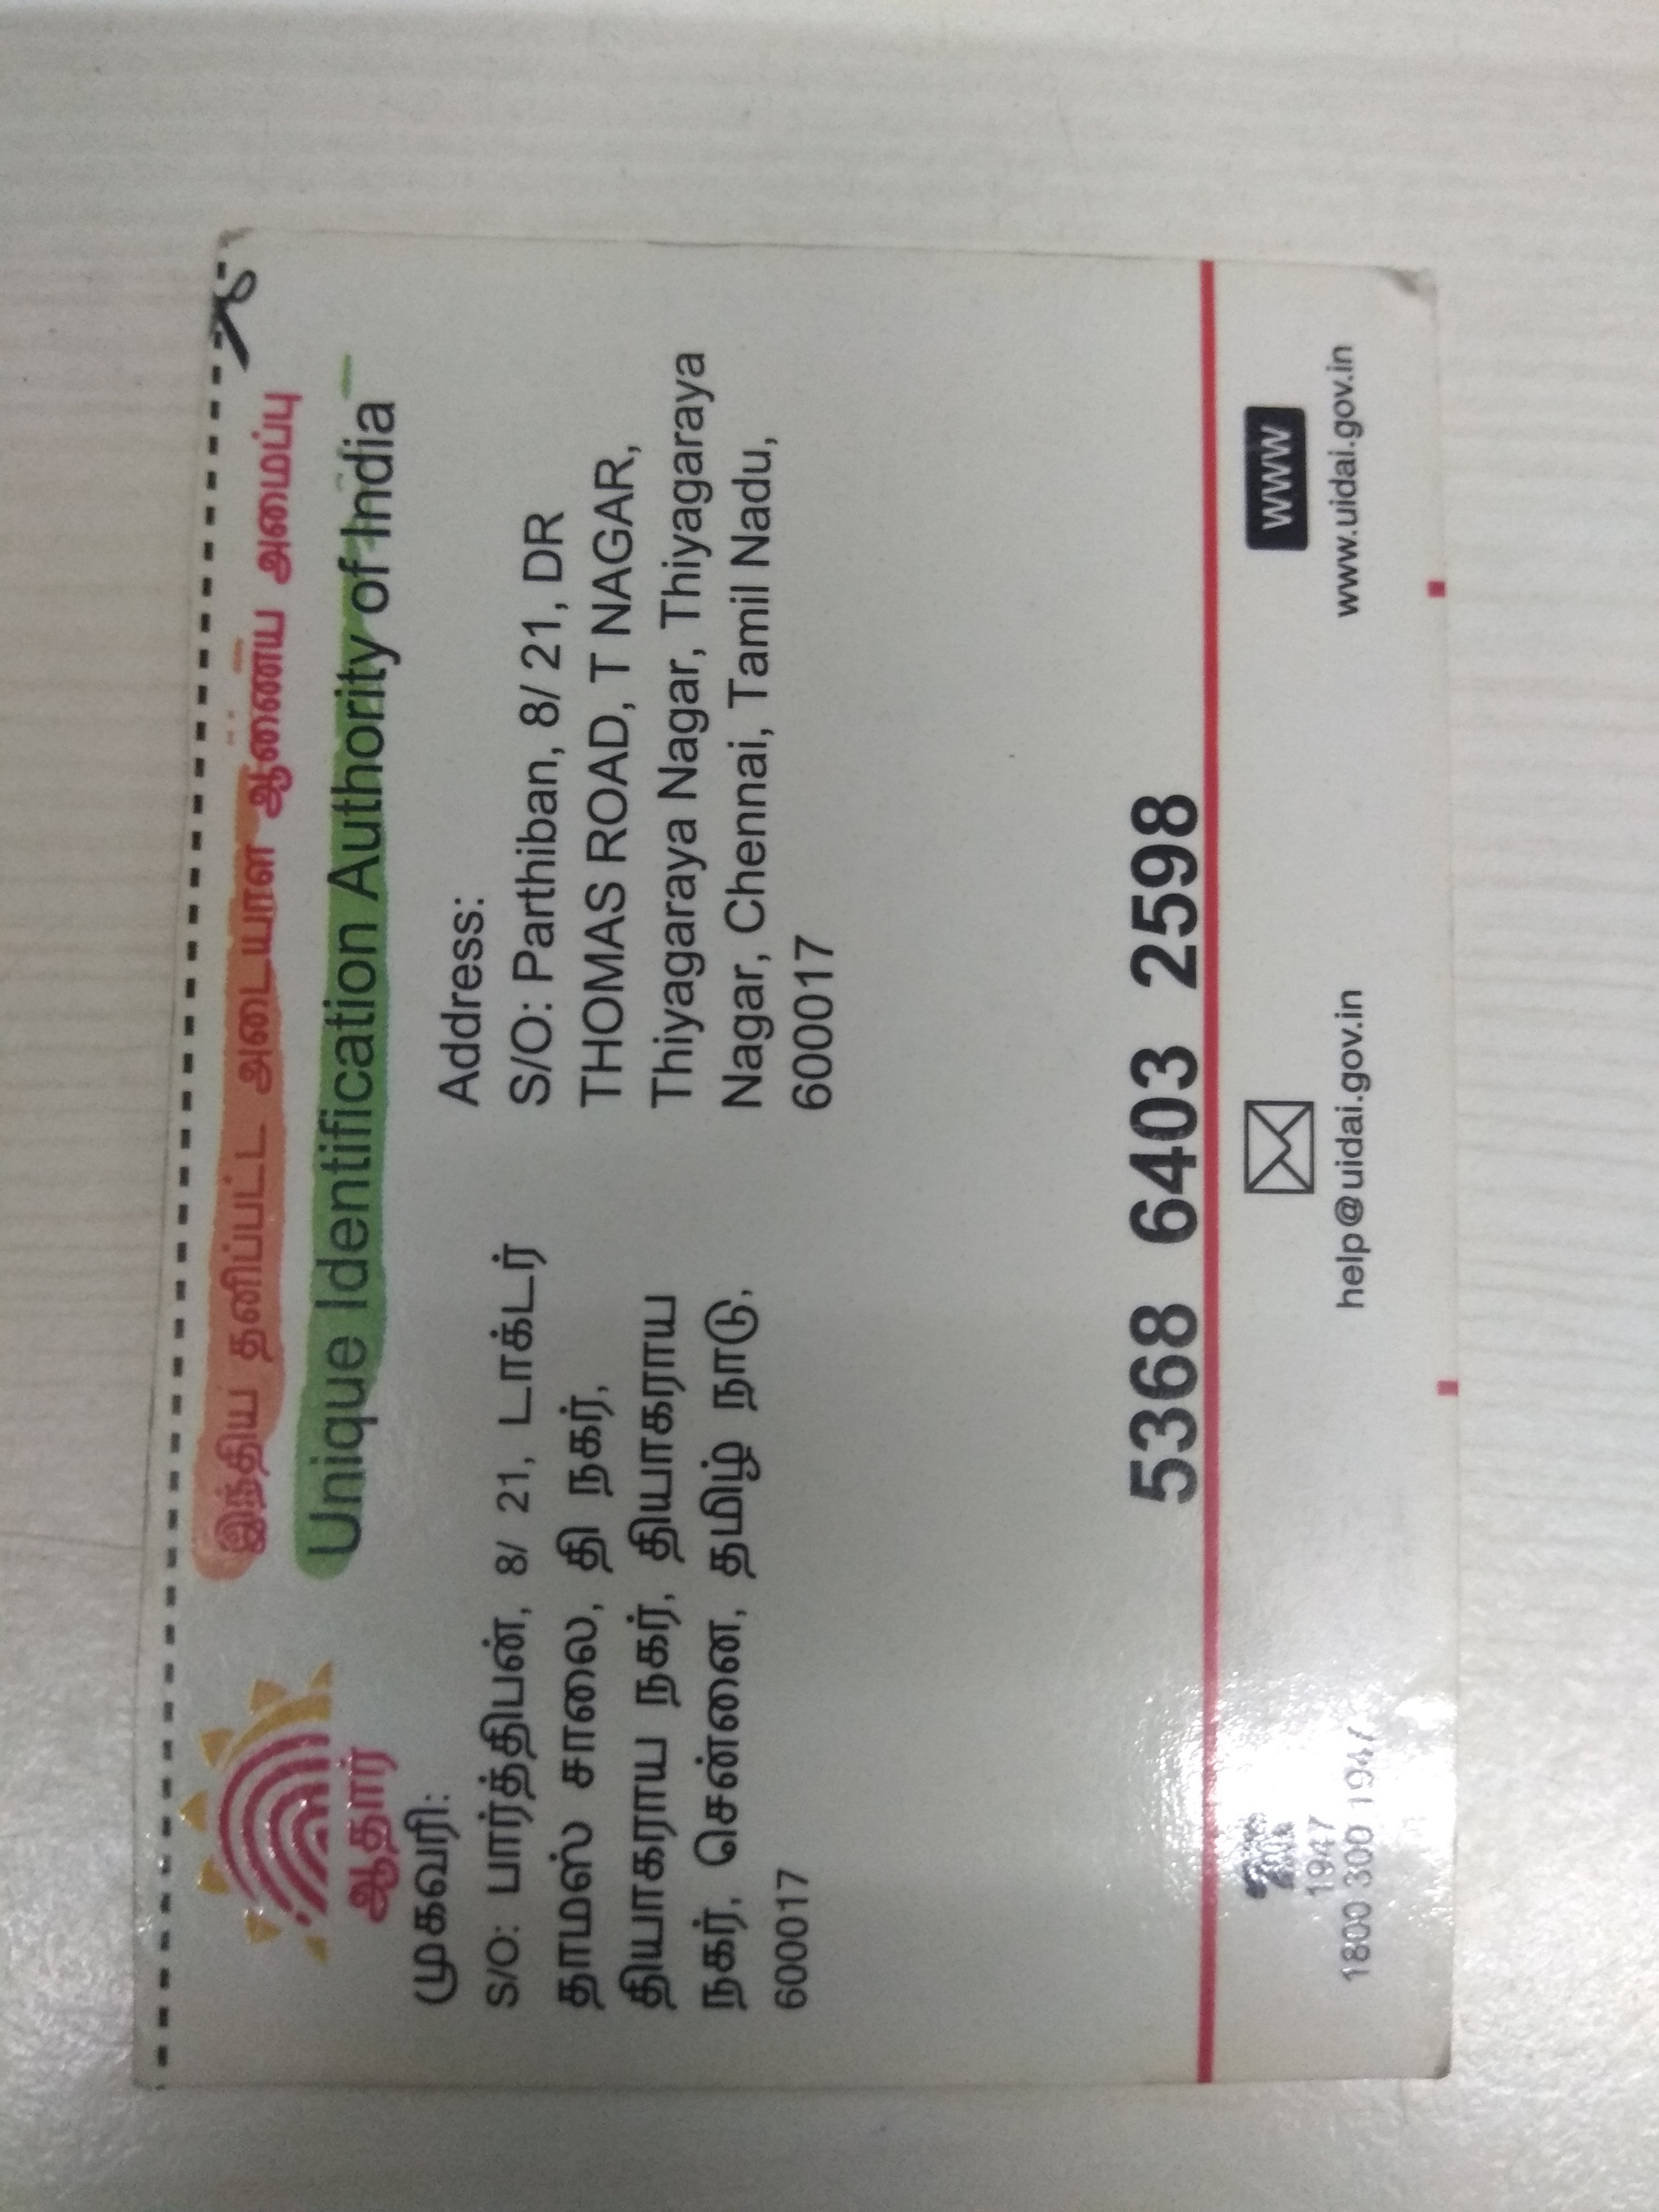 இந்திய தனிப்பட்ட அடையாள ஆணைய அமைப்பு
Unique Identification Authority of India
ஆதார்
முகவரி:
S/O: பார்த்திபன், 8/ 21, டாக்டர்
தாமஸ் சாலை, தி நகர்,
தியாகராய நகர், தியாகராய
நகர், சென்னை, தமிழ் நாடு,
600017
Address:
S/O: Parthiban, 8/ 21, DR
THOMAS ROAD, T NAGAR,
Thiyagaraya Nagar, Thiyagaraya
Nagar, Chennai, Tamil Nadu,
600017
5368 6403 2598
1947
1800 300 1947
help@uidai.gov.in
WWW
www.uidai.gov.in